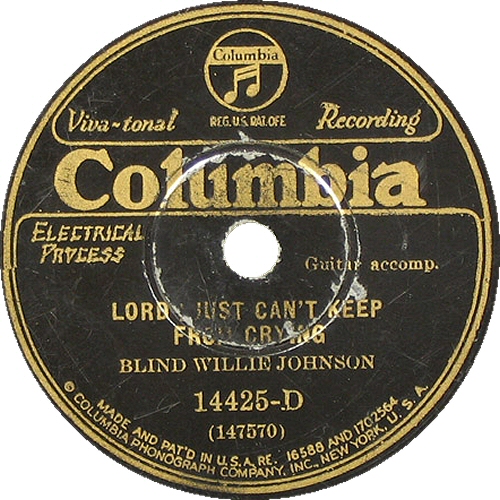 Columbia
REG. U.S. PAT. OFF.
Viva-tonal Recording
Columbia
ELECTRICAL
PROCESS
Guitar accomp.
LORD I JUST CAN'T KEEP
FROM CRYING
BLIND WILLIE JOHNSON
14425-D
(147570)
MADE AND PAT'D IN U.S.A. RE. 16588 AND 1702564
© COLUMBIA PHONOGRAPH COMPANY, INC., NEW YORK, U.S.A.